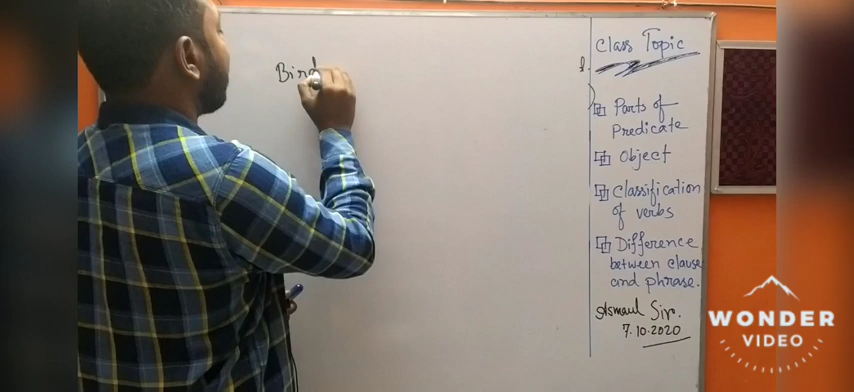 Bird
Class Topic
Parts of
Predicate
Object
Classification
of verbs
Difference
between clause
and phrase.
Asmaul Sir.
7.10.2020
WONDER
VIDEO